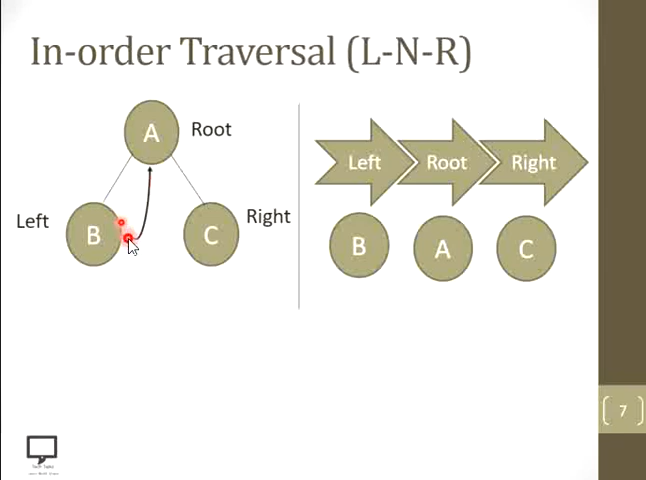 In-order Traversal (L-N-R)
A
Root
Left
B
C
Right
Left
Root
Right
B
A
C
7